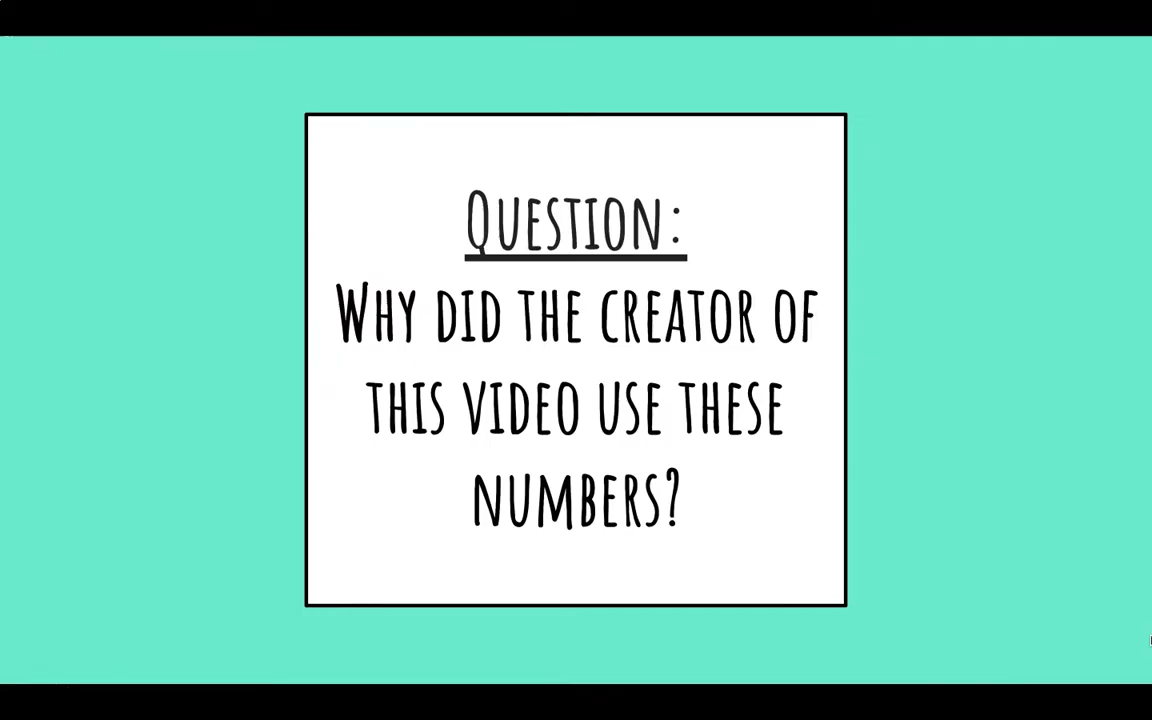 Question:
Why did the creator of
this video use these
numbers?